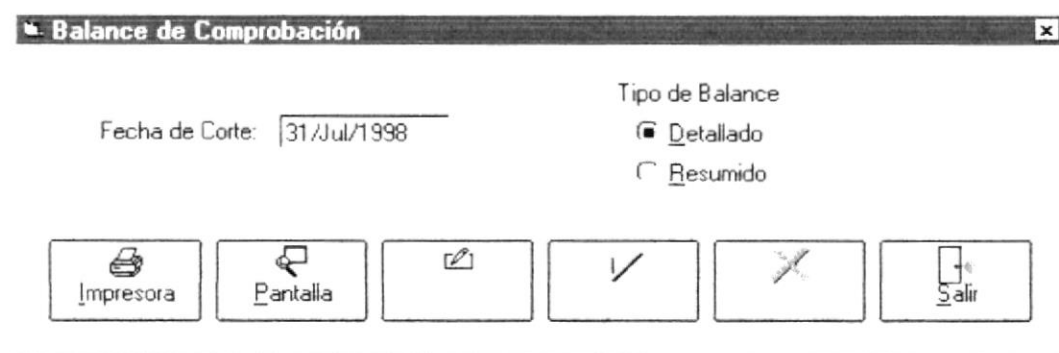 Balance de Comprobación
Tipo de Balance
Fecha de Corte: 31/Jul/1998
Detallado
Resumido
Impresora
Pantalla
Salir